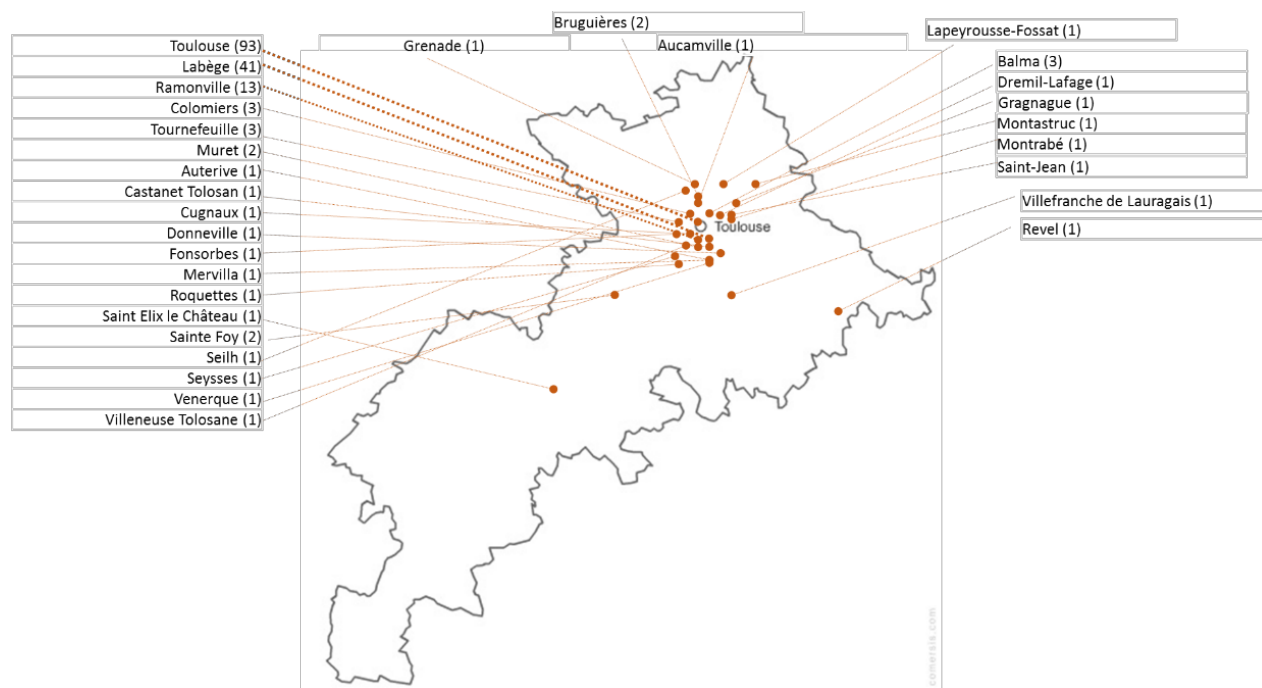 Bruguières (2)
Grenade (1)
Aucamville (1)
Lapeyrousse-Fossat (1)
Toulouse (93)
Labège (41)
Ramonville (13)
Colomiers (3)
Tournefeuille (3)
Muret (2)
Auterive (1)
Castanet Tolosan (1)
Cugnaux (1)
Donneville (1)
Fonsorbes (1)
Mervilla (1)
Roquettes (1)
Saint Elix le Château (1)
Sainte Foy (2)
Seilh (1)
Seysses (1)
Venerque (1)
Villeneuse Tolosane (1)
Balma (3)
Dremil-Lafage (1)
Gragnague (1)
Montastruc (1)
Montrabé (1)
Saint-Jean (1)
Villefranche de Lauragais (1)
Revel (1)
Toulouse
comersis.com